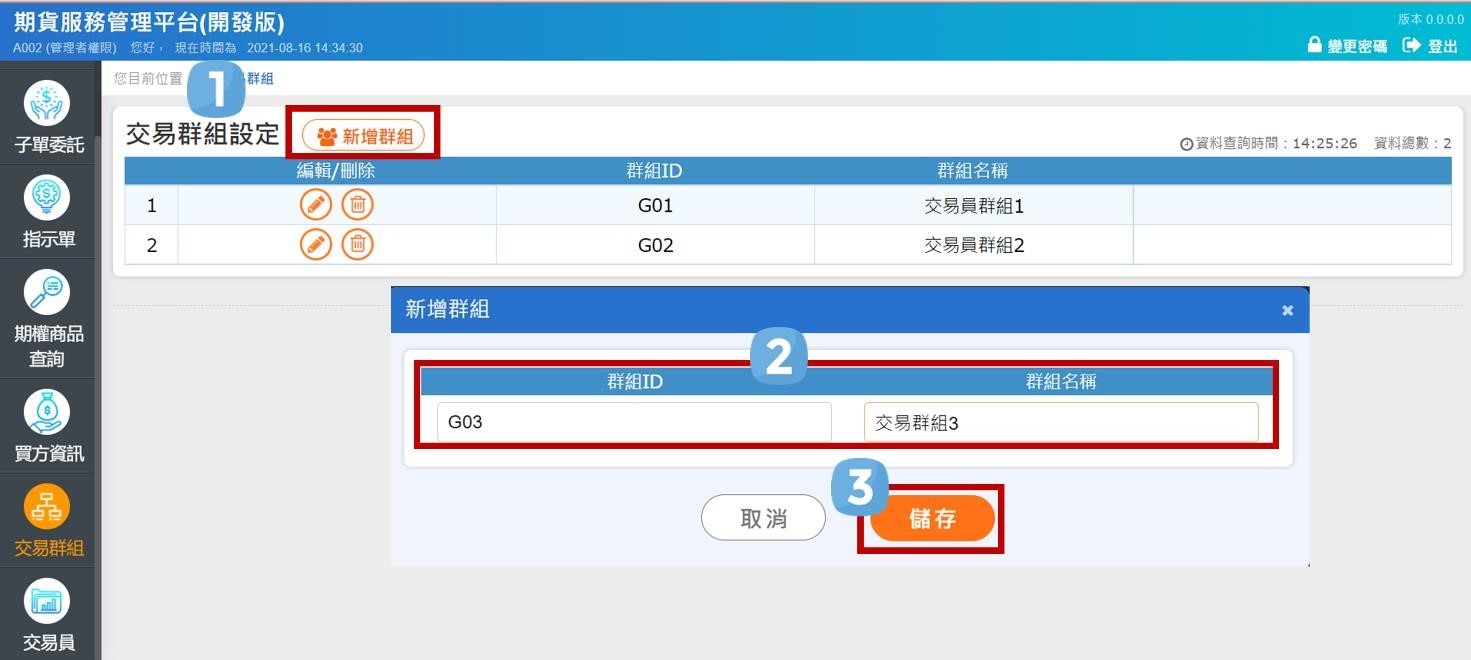 期貨服務管理平台(開發版)
版本 0.0.0.0
A002 (管理者權限) 您好， 現在時間為 2021-08-16 14:34:30
變更密碼 登出
子單委託
指示單
期權商品
查詢
買方資訊
交易群組
交易員
您目前位置 群組
1
交易群組設定 新增群組
資料查詢時間：14:25:26 資料總數：2
編輯/刪除 群組ID 群組名稱
1 G01 交易員群組1
2 G02 交易員群組2
新增群組 ×
2
群組ID 群組名稱
G03 交易群組3
3
取消 儲存